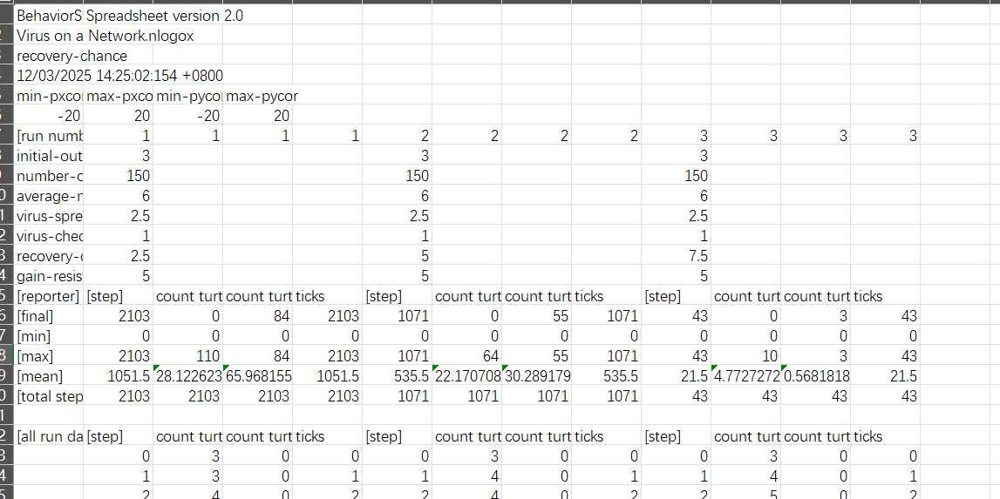 BehaviorS Spreadsheet version 2.0
Virus on a Network.nlogox
recovery-chance
12/03/2025 14:25:02:154 +0800
min-pxcor max-pxco min-pycor max-pycor
-20 20 -20 20
[run numb 1 1 1 1 2 2 2 2 3 3 3 3
initial-out 3 3 3
number-o 150 150 150
average-n 6 6 6
virus-spre 2.5 2.5 2.5
virus-chec 1 1 1
recovery-c 2.5 5 7.5
gain-resis 5 5 5
[reporter] [step] count turt count turt ticks [step] count turt count turt ticks [step] count turt count turt ticks
[final] 2103 0 84 2103 1071 0 55 1071 43 0 3 43
[min] 0 0 0 0 0 0 0 0 0 0 0 0
[max] 2103 110 84 2103 1071 64 55 1071 43 10 3 43
[mean] 1051.5 28.122623 65.968155 1051.5 535.5 22.170708 30.289179 535.5 21.5 4.7727272 0.5681818 21.5
[total step 2103 2103 2103 2103 1071 1071 1071 1071 43 43 43 43
[all run da [step] count turt count turt ticks [step] count turt count turt ticks [step] count turt count turt ticks
0 3 0 0 0 3 0 0 0 3 0 0
1 3 0 1 1 4 0 1 1 4 0 1
2 4 0 2 2 4 0 2 2 5 0 2